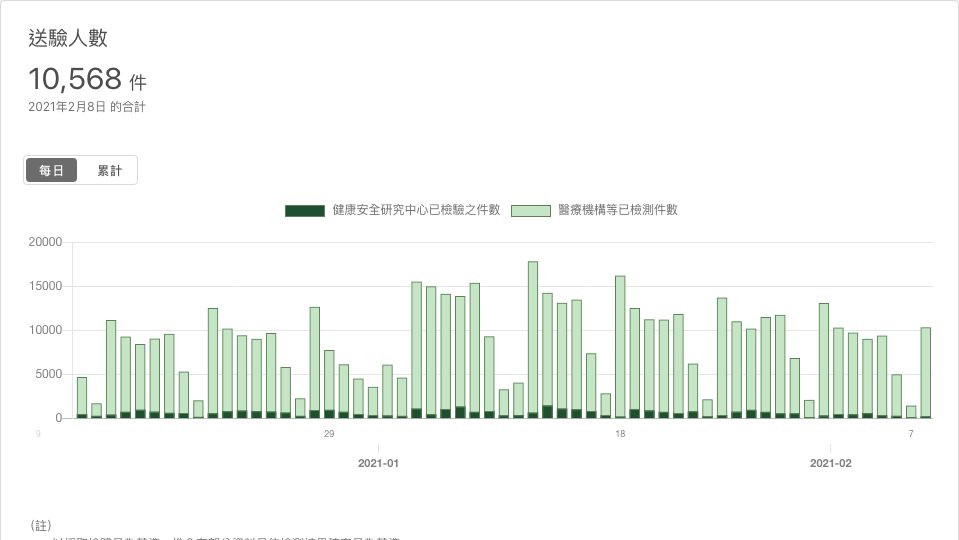 送驗人數
10,568 件
2021年2月8日 的合計
每日 累計
健康安全研究中心已檢驗之件數 醫療機構等已檢測件數
20000
15000
10000
5000
0
9 29 18 7
2021-01 2021-02
(註)